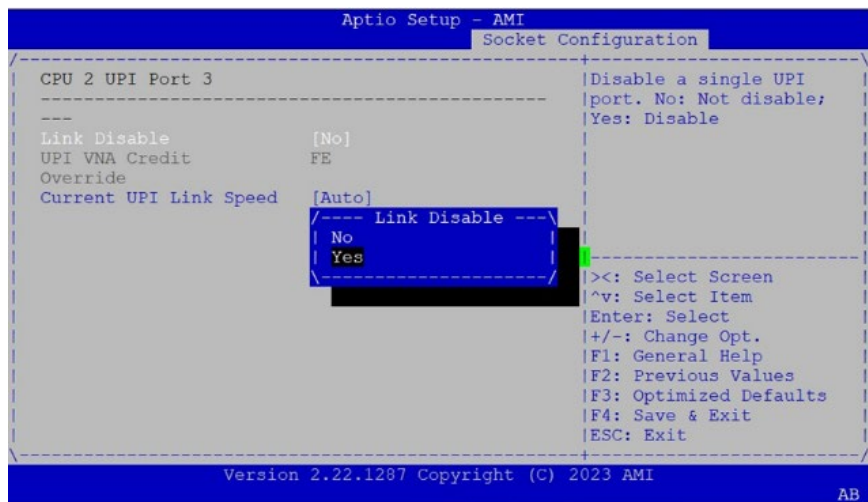 Aptio Setup - AMI
Socket Configuration
CPU 2 UPI Port 3
Link Disable [No]
UPI VNA Credit FE
Override
Current UPI Link Speed [Auto]
Link Disable
No
Yes
Disable a single UPI
port. No: Not disable;
Yes: Disable
><: Select Screen
^v: Select Item
Enter: Select
+/-: Change Opt.
F1: General Help
F2: Previous Values
F3: Optimized Defaults
F4: Save & Exit
ESC: Exit
Version 2.22.1287 Copyright (C) 2023 AMI
AB